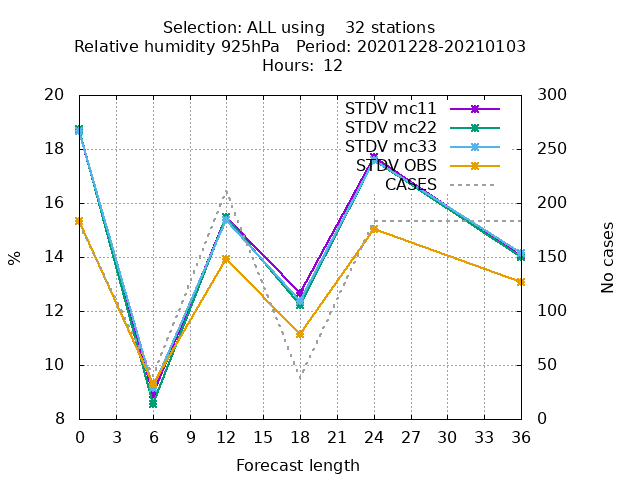 Selection: ALL using    32 stations
Relative humidity 925hPa   Period: 20201228-20210103
Hours:  12
20 300
STDV mc11
STDV mc22
18 STDV mc33 250
STDV OBS
CASES
16 200
14 150
% No cases
12 100
10 50
8 0
0 3 6 9 12 15 18 21 24 27 30 33 36
Forecast length